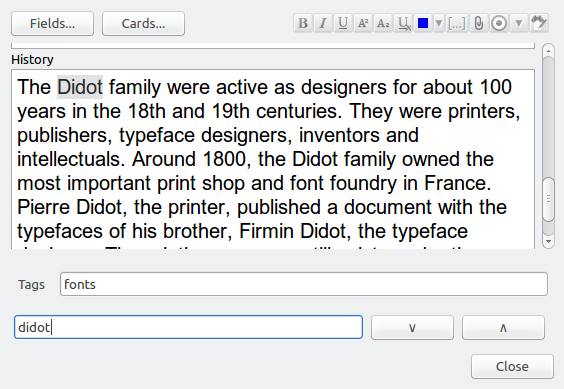 Fields... Cards... B I U A² A₂ U [...]
History
The Didot family were active as designers for about 100
years in the 18th and 19th centuries. They were printers,
publishers, typeface designers, inventors and
intellectuals. Around 1800, the Didot family owned the
most important print shop and font foundry in France.
Pierre Didot, the printer, published a document with the
typefaces of his brother, Firmin Didot, the typeface
Tags fonts
didot
Close